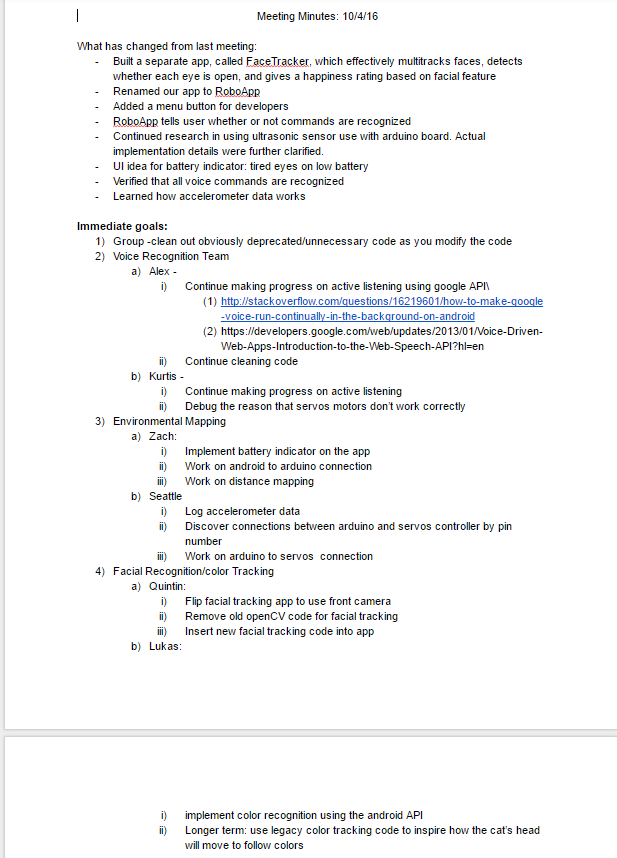 Meeting Minutes: 10/4/16
What has changed from last meeting:
- Built a separate app, called FaceTracker, which effectively multitracks faces, detects
whether each eye is open, and gives a happiness rating based on facial feature
- Renamed our app to RoboApp
- Added a menu button for developers
- RoboApp tells user whether or not commands are recognized
- Continued research in using ultrasonic sensor use with arduino board. Actual
implementation details were further clarified.
- UI idea for battery indicator: tired eyes on low battery
- Verified that all voice commands are recognized
- Learned how accelerometer data works
Immediate goals:
1) Group -clean out obviously deprecated/unnecessary code as you modify the code
2) Voice Recognition Team
a) Alex -
i) Continue making progress on active listening using google API\
(1) http://stackoverflow.com/questions/16219601/how-to-make-google
-voice-run-continually-in-the-background-on-android
(2) https://developers.google.com/web/updates/2013/01/Voice-Driven-
Web-Apps-Introduction-to-the-Web-Speech-API?hl=en
ii) Continue cleaning code
b) Kurtis -
i) Continue making progress on active listening
ii) Debug the reason that servos motors don't work correctly
3) Environmental Mapping
a) Zach:
i) Implement battery indicator on the app
ii) Work on android to arduino connection
iii) Work on distance mapping
b) Seattle
i) Log accelerometer data
ii) Discover connections between arduino and servos controller by pin
number
iii) Work on arduino to servos connection
4) Facial Recognition/color Tracking
a) Quintin:
i) Flip facial tracking app to use front camera
ii) Remove old openCV code for facial tracking
iii) Insert new facial tracking code into app
b) Lukas:
i) implement color recognition using the android API
ii) Longer term: use legacy color tracking code to inspire how the cat's head
will move to follow colors